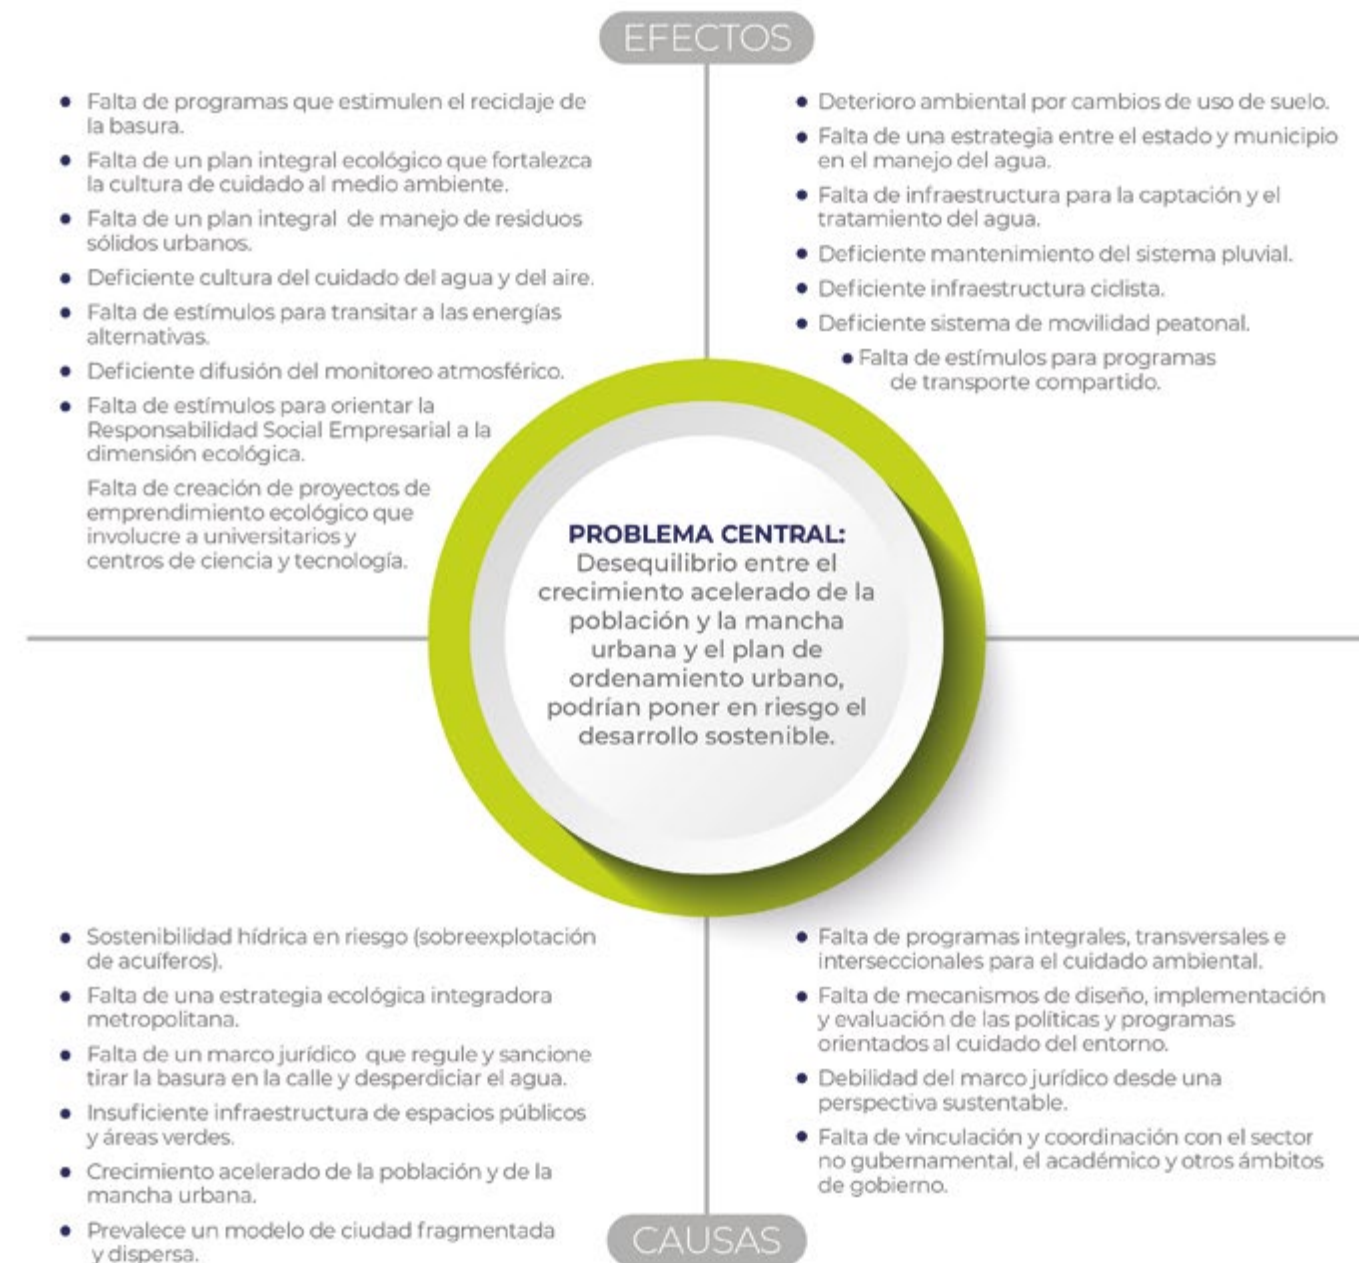 EFECTOS
• Falta de programas que estimulen el reciclaje de
la basura.
• Falta de un plan integral ecológico que fortalezca
la cultura de cuidado al medio ambiente.
• Falta de un plan integral de manejo de residuos
sólidos urbanos.
• Deficiente cultura del cuidado del agua y del aire.
• Falta de estímulos para transitar a las energías
alternativas.
• Deficiente difusión del monitoreo atmosférico.
• Falta de estímulos para orientar la
Responsabilidad Social Empresarial a la
dimensión ecológica.
Falta de creación de proyectos de
emprendimiento ecológico que
involucre a universitarios y
centros de ciencia y tecnología.
• Deterioro ambiental por cambios de uso de suelo.
• Falta de una estrategia entre el estado y municipio
en el manejo del agua.
• Falta de infraestructura para la captación y el
tratamiento del agua.
• Deficiente mantenimiento del sistema pluvial.
• Deficiente infraestructura ciclista.
• Deficiente sistema de movilidad peatonal.
• Falta de estímulos para programas
de transporte compartido.
PROBLEMA CENTRAL:
Desequilibrio entre el
crecimiento acelerado de la
población y la mancha
urbana y el plan de
ordenamiento urbano,
podrían poner en riesgo el
desarrollo sostenible.
• Sostenibilidad hídrica en riesgo (sobreexplotación
de acuíferos).
• Falta de una estrategia ecológica integradora
metropolitana.
• Falta de un marco jurídico que regule y sancione
tirar la basura en la calle y desperdiciar el agua.
• Insuficiente infraestructura de espacios públicos
y áreas verdes.
• Crecimiento acelerado de la población y de la
mancha urbana.
• Prevalece un modelo de ciudad fragmentada
y dispersa.
• Falta de programas integrales, transversales e
interseccionales para el cuidado ambiental.
• Falta de mecanismos de diseño, implementación
y evaluación de las políticas y programas
orientados al cuidado del entorno.
• Debilidad del marco jurídico desde una
perspectiva sustentable.
• Falta de vinculación y coordinación con el sector
no gubernamental, el académico y otros ámbitos
de gobierno.
CAUSAS